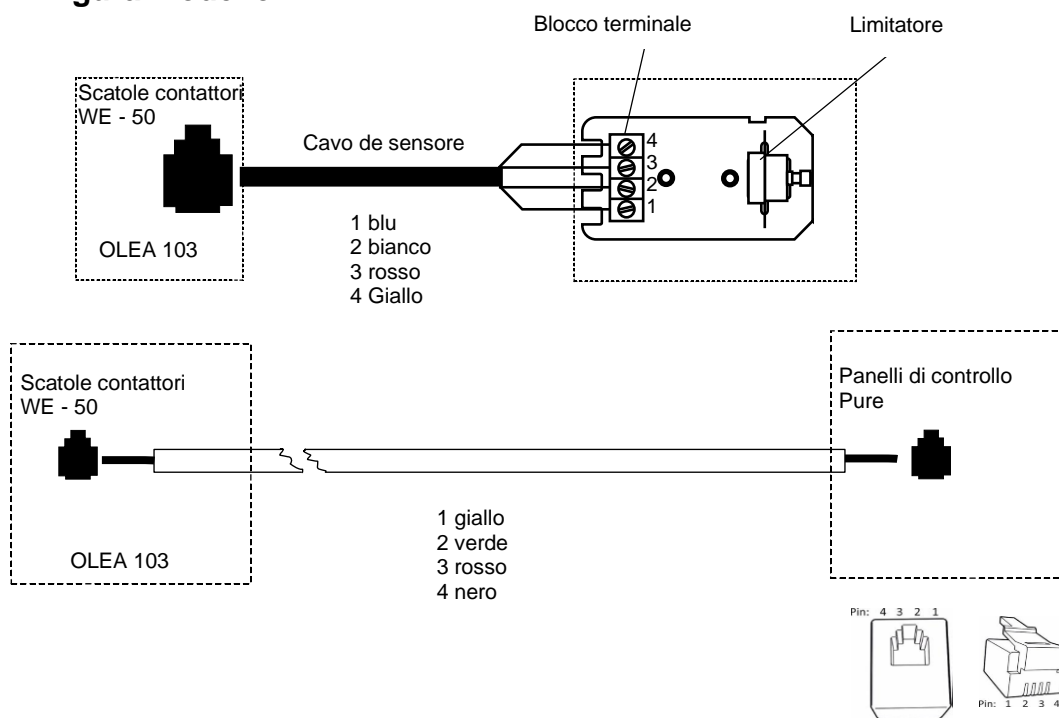 Blocco terminale
Limitatore
Scatole contattori
WE - 50
Cavo de sensore
4
3
2
1
OLEA 103
1 blu
2 bianco
3 rosso
4 Giallo
Scatole contattori
WE - 50
Panelli di controllo
Pure
OLEA 103
1 giallo
2 verde
3 rosso
4 nero
Pin: 4 3 2 1
Pin: 1 2 3 4